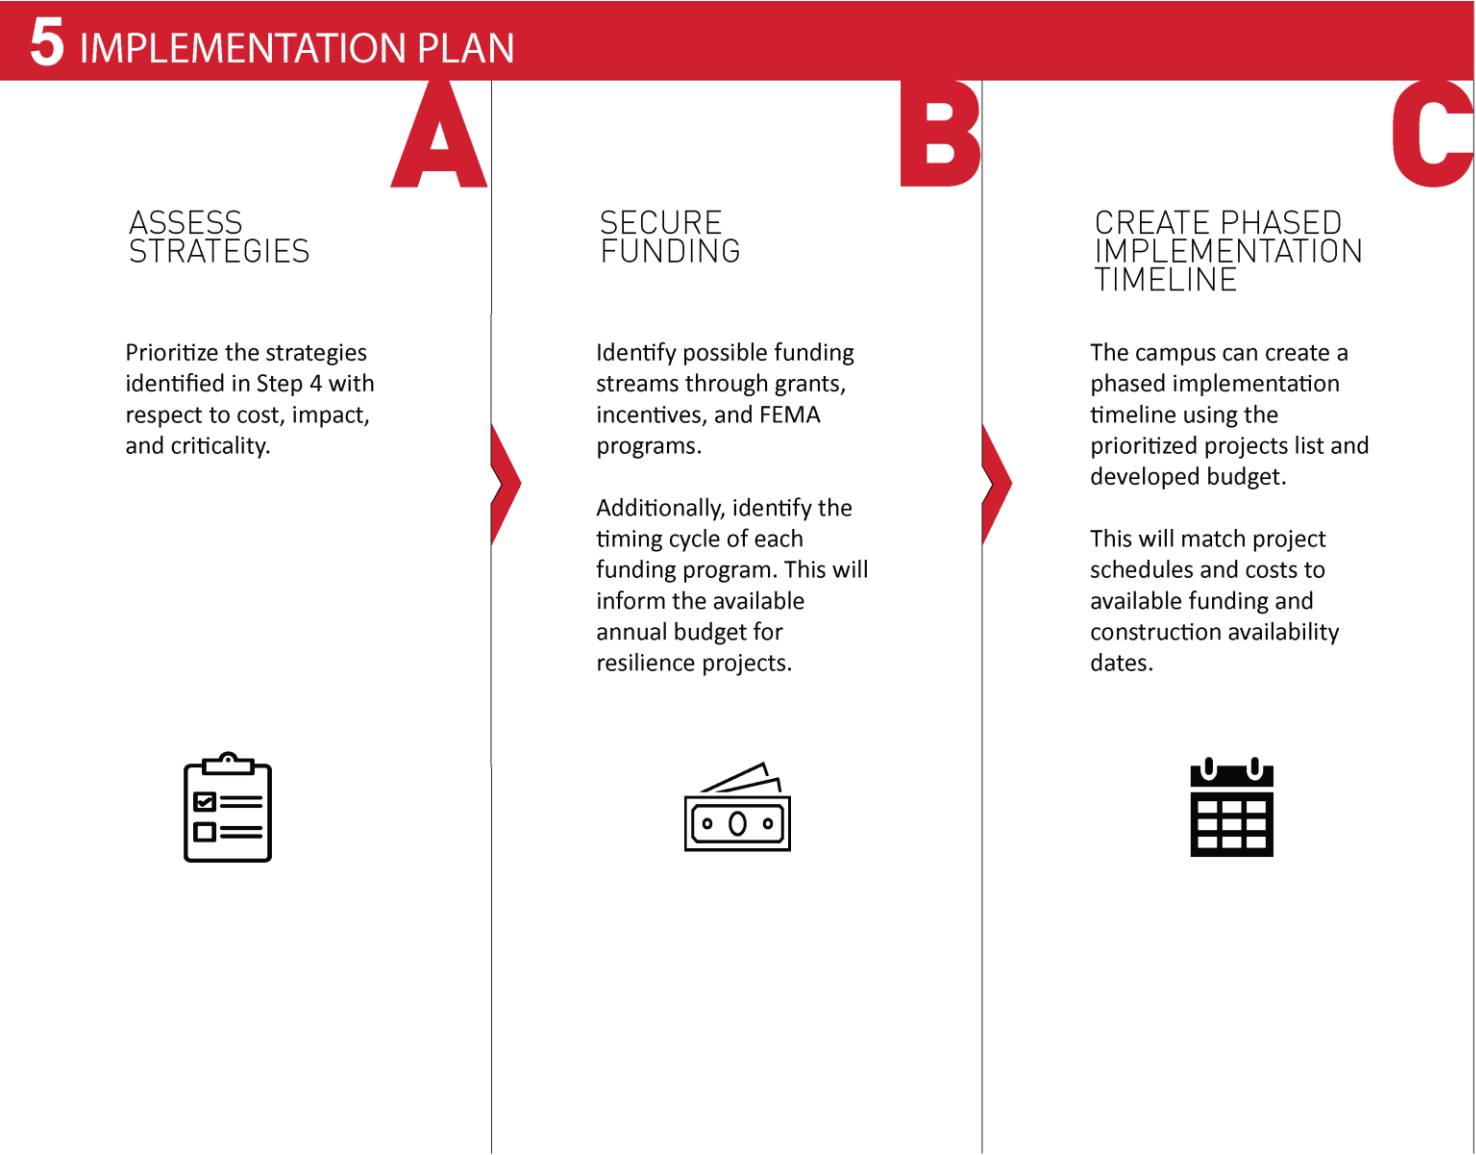 5 IMPLEMENTATION PLAN
A
ASSESS
STRATEGIES
Prioritize the strategies
identified in Step 4 with
respect to cost, impact,
and criticality.
B
SECURE
FUNDING
Identify possible funding
streams through grants,
incentives, and FEMA
programs.
Additionally, identify the
timing cycle of each
funding program. This will
inform the available
annual budget for
resilience projects.
C
CREATE PHASED
IMPLEMENTATION
TIMELINE
The campus can create a
phased implementation
timeline using the
prioritized projects list and
developed budget.
This will match project
schedules and costs to
available funding and
construction availability
dates.